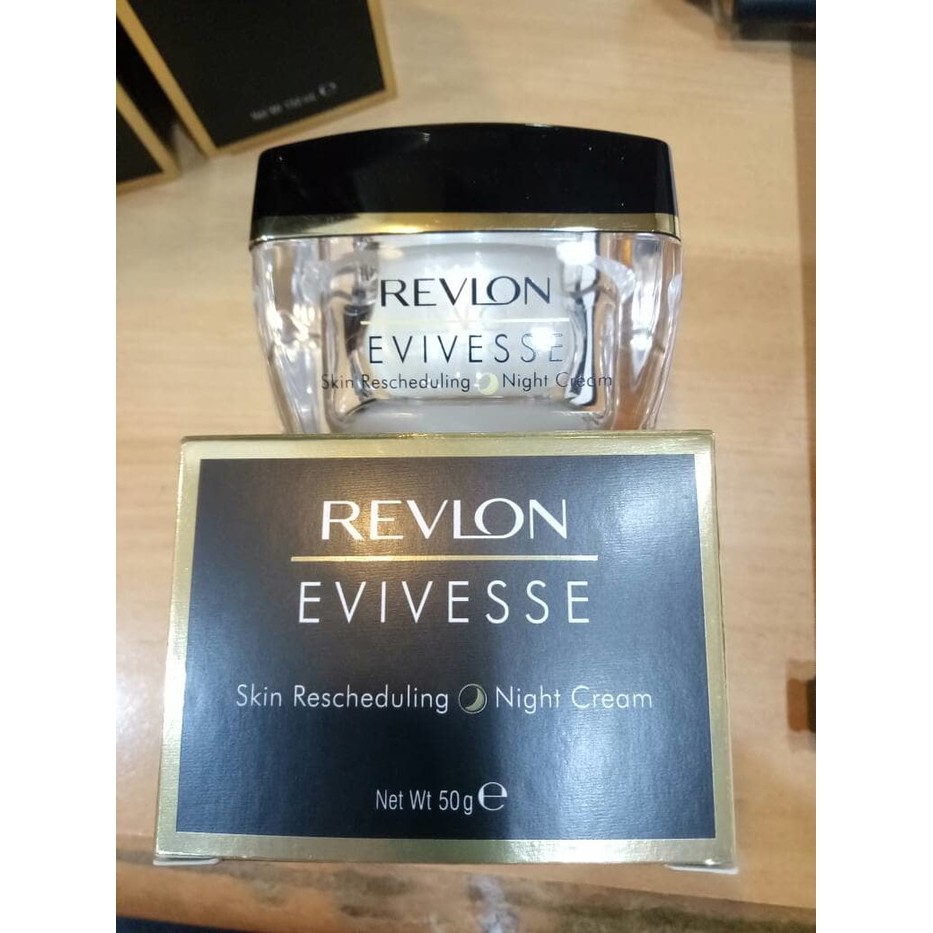 REVLON
EVIVESSE
Skin Rescheduling Night Cream
REVLON
EVIVESSE
Skin Rescheduling Night Cream
Net Wt 50g e